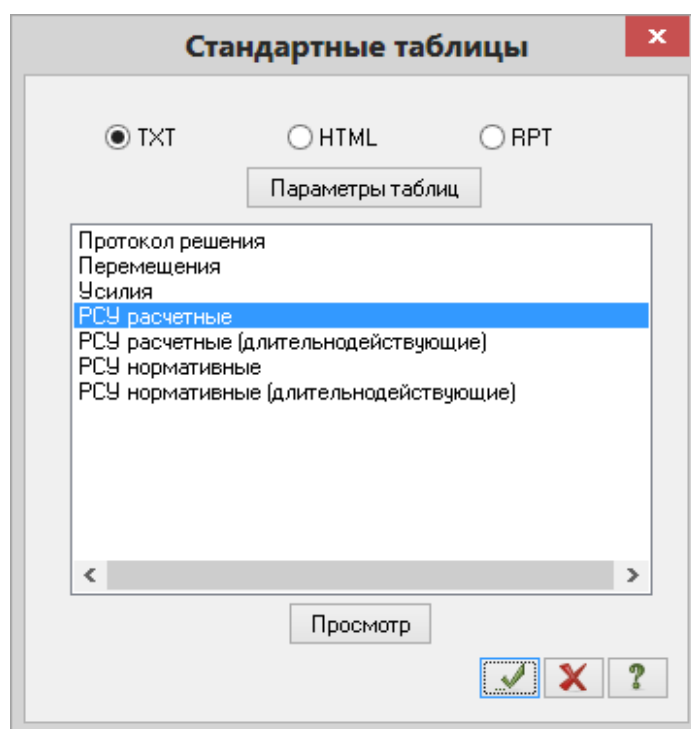 Стандартные таблицы
TXT HTML RPT
Параметры таблиц
Протокол решения
Перемещения
Усилия
РСУ расчетные
РСУ расчетные (длительнодействующие)
РСУ нормативные
РСУ нормативные (длительнодействующие)
Просмотр